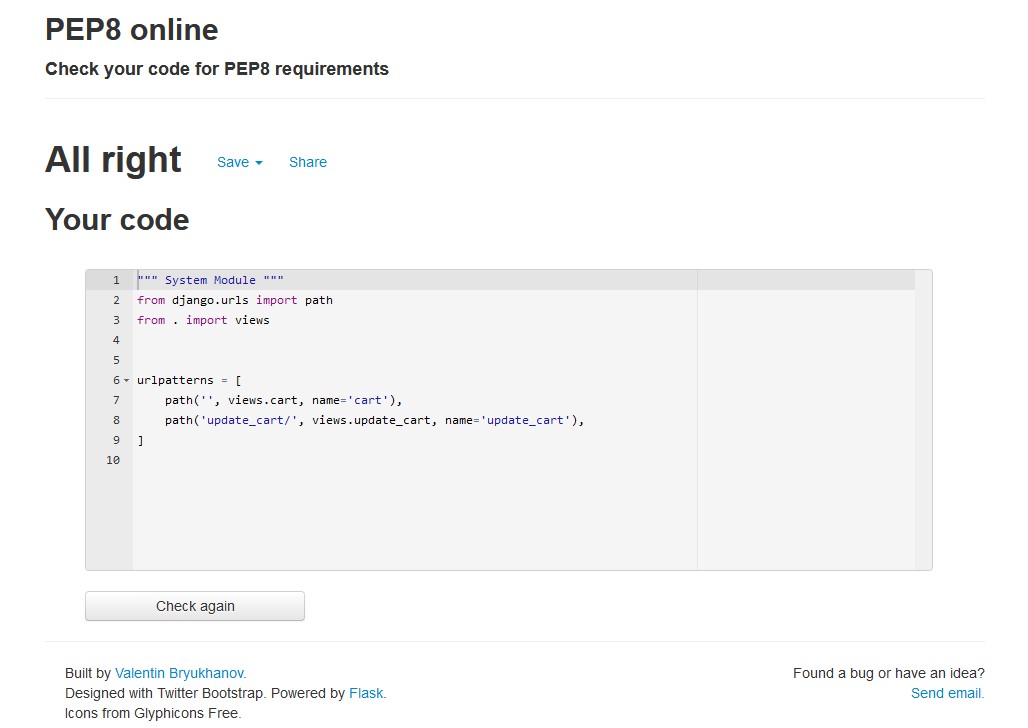 PEP8 online
Check your code for PEP8 requirements
All right Save Share
Your code
1 """ System Module """
2 from django.urls import path
3 from . import views
4
5
6 urlpatterns = [
7     path('', views.cart, name='cart'),
8     path('update_cart/', views.update_cart, name='update_cart'),
9 ]
10
Check again
Built by Valentin Bryukhanov.
Designed with Twitter Bootstrap. Powered by Flask.
Icons from Glyphicons Free.
Found a bug or have an idea?
Send email.